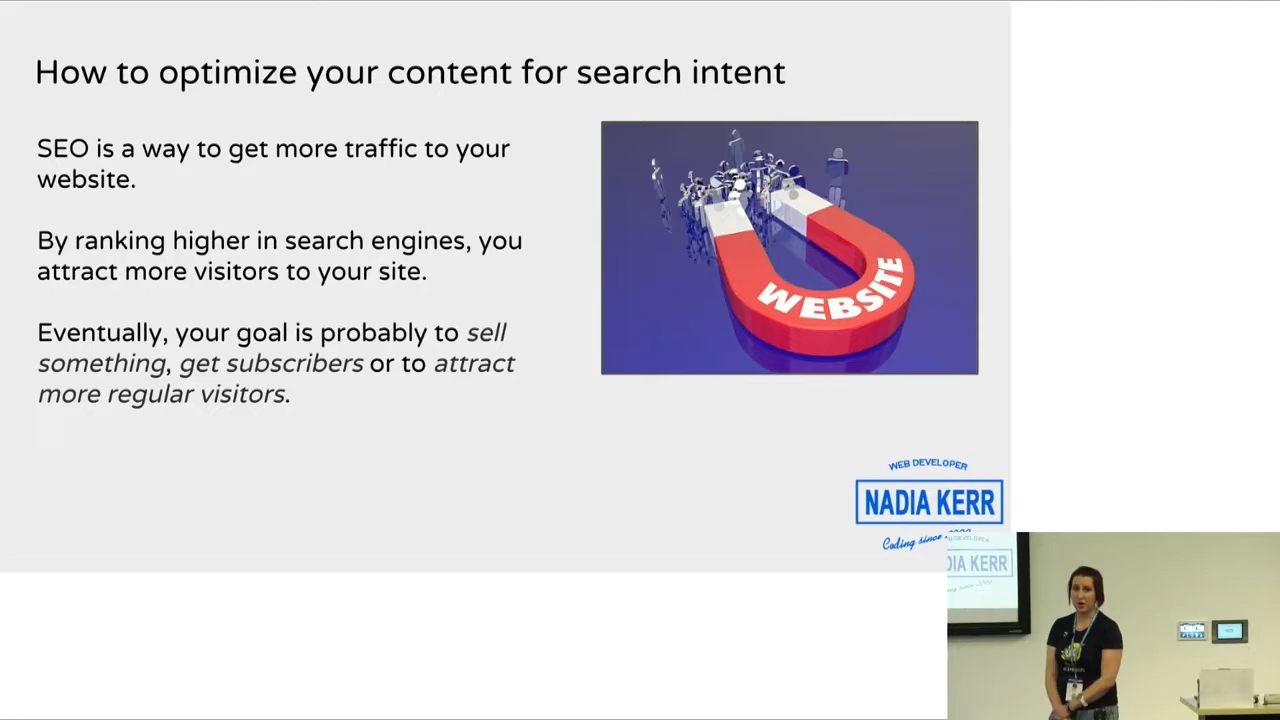 How to optimize your content for search intent
SEO is a way to get more traffic to your
website.
By ranking higher in search engines, you
attract more visitors to your site.
Eventually, your goal is probably to sell
something, get subscribers or to attract
more regular visitors.
WEBSITE
WEB DEVELOPER
NADIA KERR
Coding since
DIA KERR